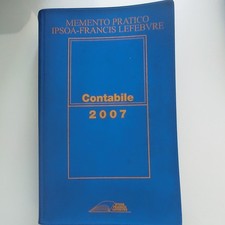 MEMENTO PRATICO
IPSOA-FRANCIS LEFEBVRE
Contabile
2007